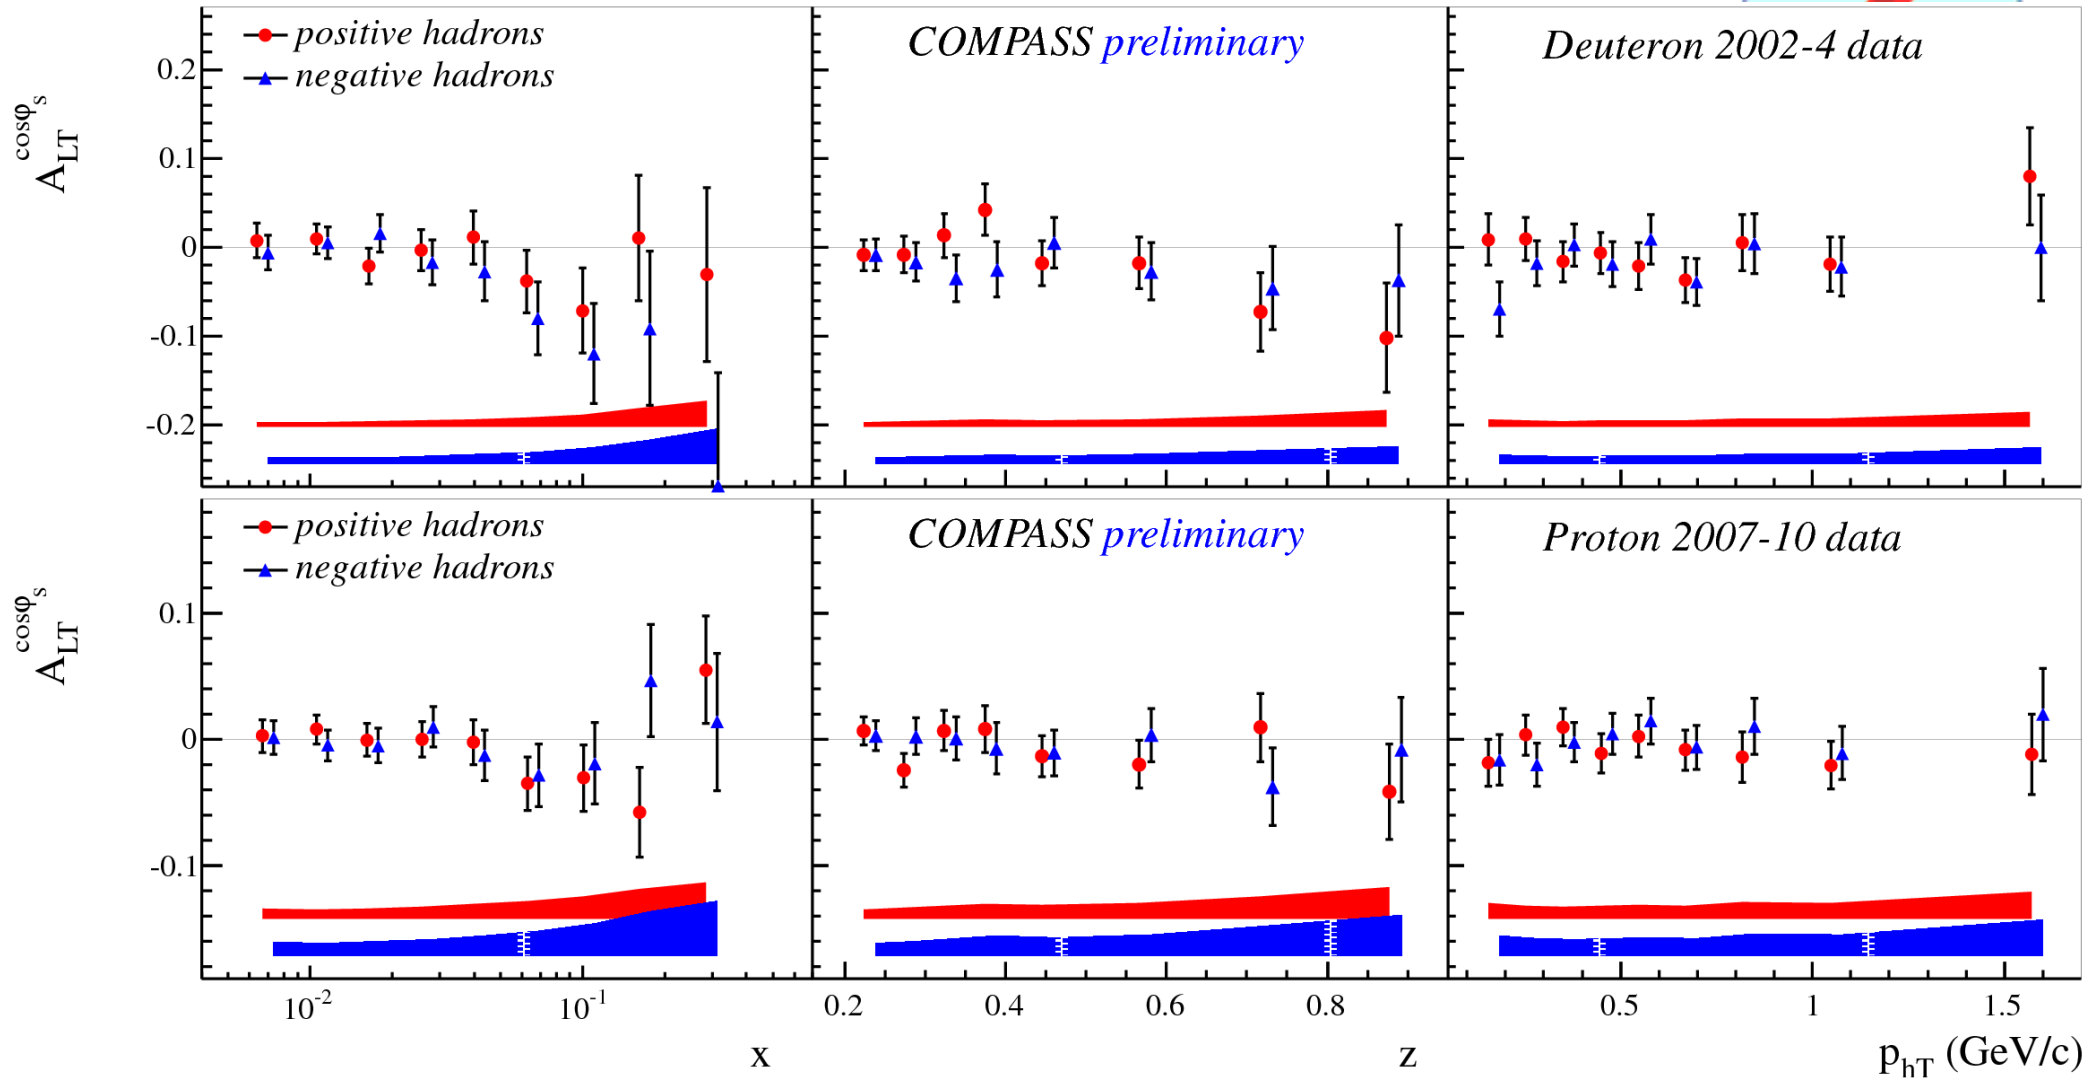 positive hadrons
negative hadrons
COMPASS preliminary
Deuteron 2002-4 data
A_LT^cosφ_s
0.2
0.1
0
-0.1
-0.2
positive hadrons
negative hadrons
COMPASS preliminary
Proton 2007-10 data
A_LT^cosφ_s
0.1
0
-0.1
10^-2 10^-1
0.2 0.4 0.6 0.8
0.5 1 1.5
x
z
p_hT (GeV/c)